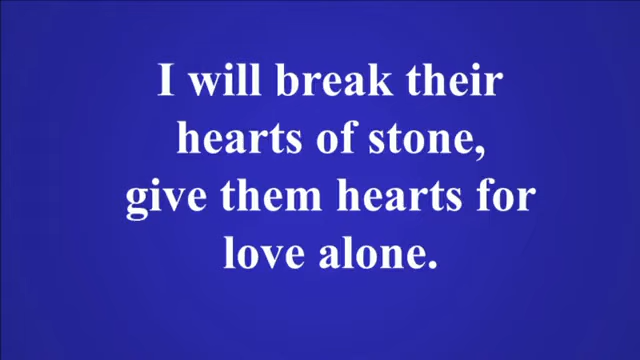 I will break their
hearts of stone,
give them hearts for
love alone.